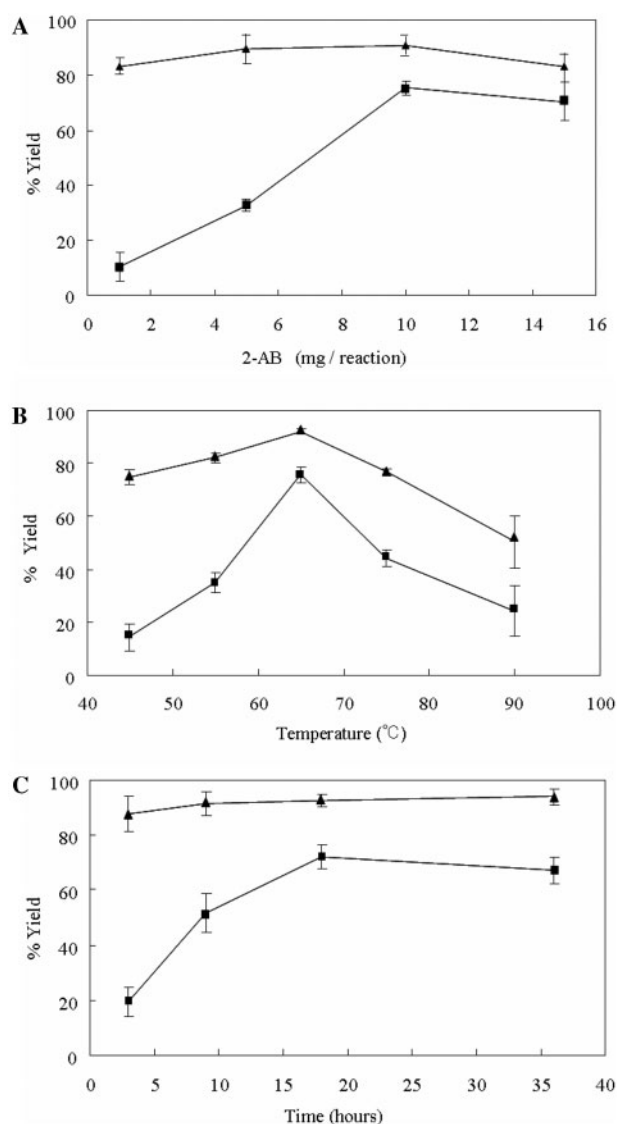 A
100
80
60
40
20
0
% Yield
0 2 4 6 8 10 12 14 16
2-AB (mg / reaction)
B
100
80
60
40
20
0
% Yield
40 50 60 70 80 90 100
Temperature (℃)
C
100
80
60
40
20
0
% Yield
0 5 10 15 20 25 30 35 40
Time (hours)